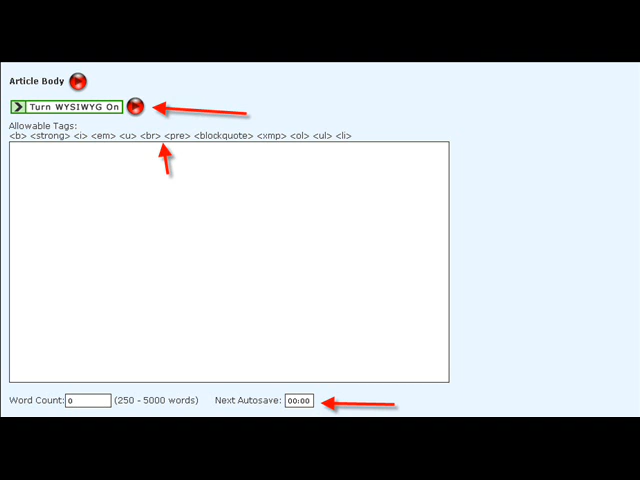 Article Body
Turn WYSIWYG On
Allowable Tags:
<b> <strong> <i> <em> <u> <br> <pre> <blockquote> <xmp> <ol> <ul> <li>
Word Count: 0 (250 - 5000 words) Next Autosave: 00:00